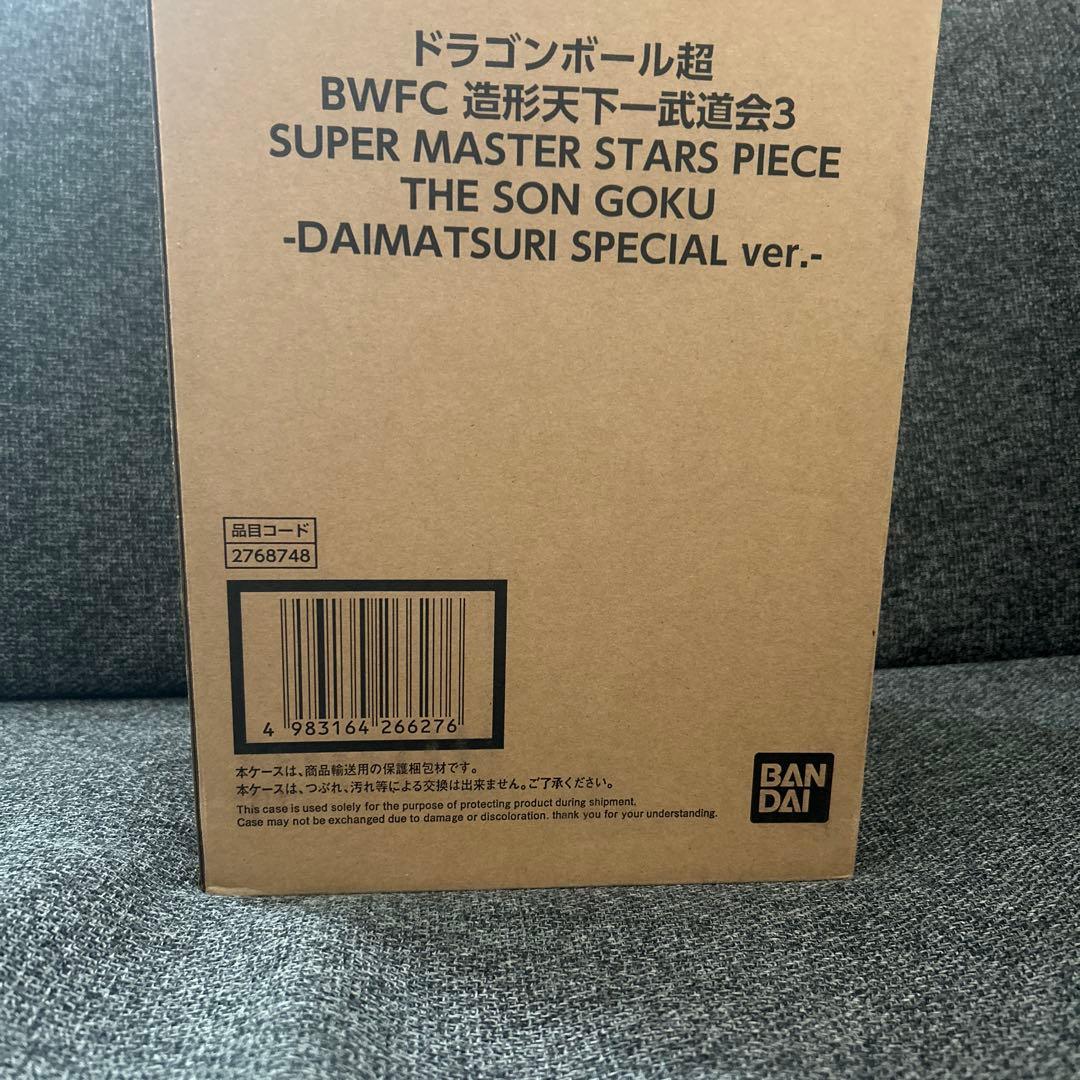 ドラゴンボール超
BWFC 造形天下一武道会3
SUPER MASTER STARS PIECE
THE SON GOKU
-DAIMATSURI SPECIAL ver.-
品目コード
2768748
4 983164 266276
本ケースは、商品輸送用の保護梱包材です。
本ケースは、つぶれ、汚れ等による交換は出来ません。ご了承ください。
This case is used solely for the purpose of protecting product during shipment.
Case may not be exchanged due to damage or discoloration. thank you for your understanding.
BAN
DAI